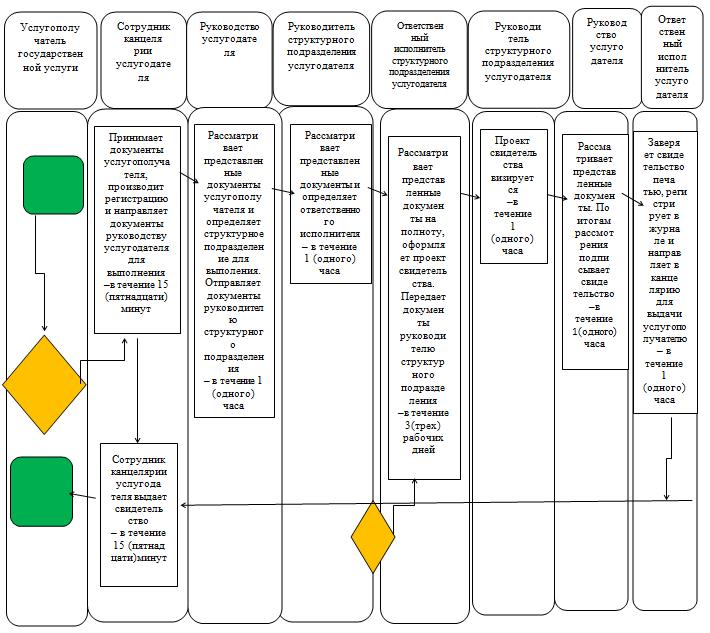 Услугополу
чатель
государствен
ной услуги
Сотрудник
канцеля
рии
услугодате
ля
Руководство
услугодате
ля
Руководитель
структурного
подразделения
услугодателя
Ответствен
ный
исполнитель
структурного
подразделения
услугодателя
Руководи
тель
структурного
подразделения
услугодателя
Руковод
ство
услуго
дателя
Ответ
ствен
ный
испол
нитель
услуго
дателя
Принимает
документы
услугополуча
теля,
производит
регистрацию
и направляет
документы
руководству
услугодателя
для
выполнения
–в течение 15
(пятнадцати)
минут
Рассматри
вает
представлен
ные
документы
услугополу
чателя и
определяет
структурное
подразделен
ие для
выполения.
Отправляет
документы
руководител
ю
структурног
о
подразделен
ия
– в течение 1
(одного)
часа
Рассматри
вает
представлен
ные
документы и
определяет
ответственно
го
исполнителя
– в течение
1 (одного)
часа
Рассматри
вает
представ
ленные
докумен
ты на
полноту,
оформля
ет проект
свидетель
ства.
Передает
докумен
ты
руководи
телю
структур
ного
подразде
ления
–в течение
3(трех)
рабочих
дней
Проект
свидетель
ства
визирует
ся
–в
течение
1
(одного)
часа
Рассма
тривает
представ
ленные
докумен
ты. По
итогам
рассмот
рения
подпи
сывает
свиде
тельство
–в
течение
1(одного)
часа
Заверя
ет свиде
тельство
печа
тью, реги
стри
рует в
журна
ле и
направ
ляет в
канце
лярию
для
выдачи
услугопо
лучателю
– в
течение
1
(одного)
часа
Сотрудник
канцелярии
услугода
теля выдает
свидетель
ство
– в течение
15 (пятнад
цати)минут